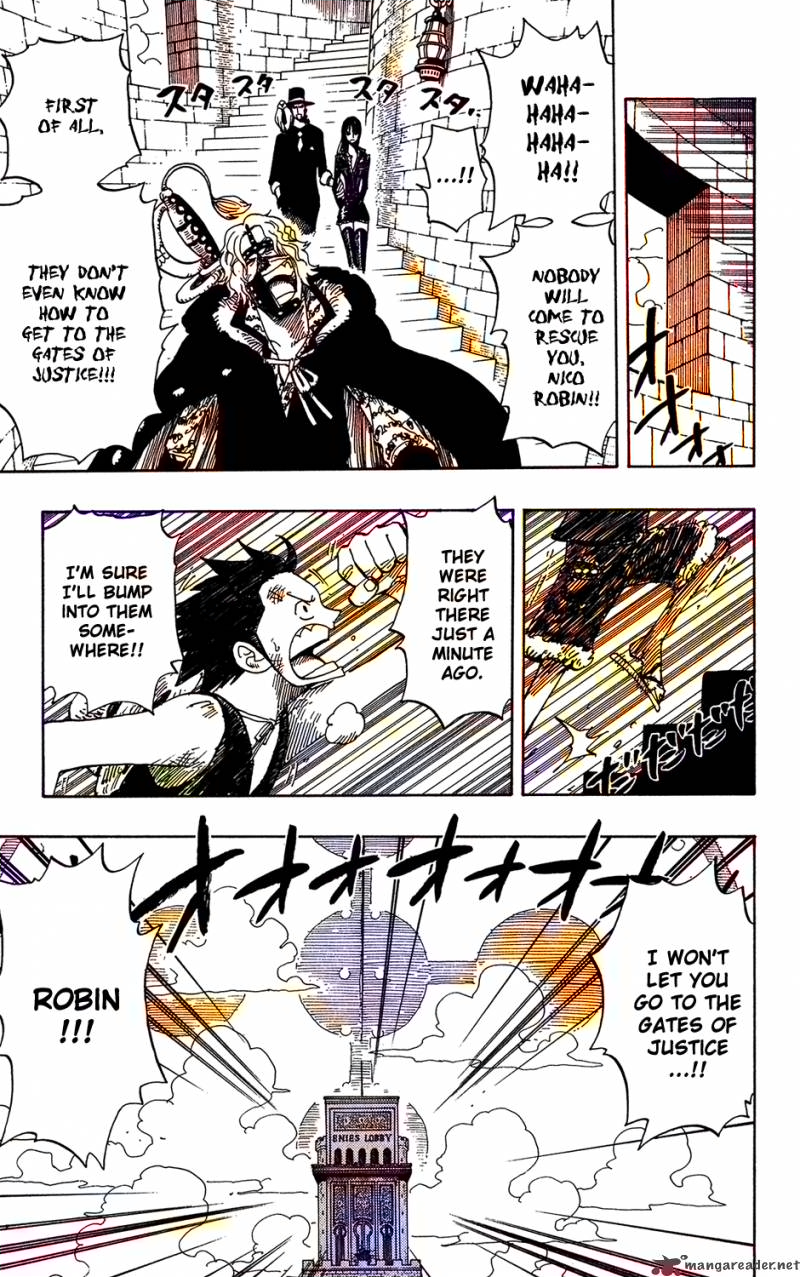 オオオ
WAHA-
HAHA-
HAHA-
HA!!
NOBODY
WILL
COME TO
RESCUE
YOU,
NICO
ROBIN!!
...!!
スタ
スタ
スタ
スタ
FIRST
OF ALL,
THEY DON'T
EVEN KNOW
HOW TO
GET TO THE
GATES OF
JUSTICE!!!
だだだだ
THEY
WERE
RIGHT
THERE
JUST A
MINUTE
AGO.
I'M SURE
I'LL BUMP
INTO THEM
SOME-
WHERE!!
オオオオオオー
I WON'T
LET YOU
GO TO THE
GATES OF
JUSTICE
...!!
ROBIN
!!!
ENIES LOBBY
mangareader.net